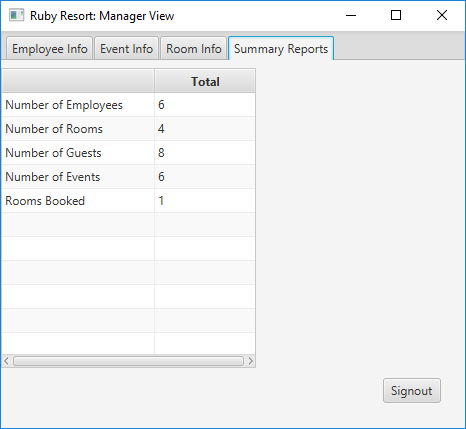 Ruby Resort: Manager View
Employee Info Event Info Room Info Summary Reports
Total
Number of Employees 6
Number of Rooms 4
Number of Guests 8
Number of Events 6
Rooms Booked 1
Signout